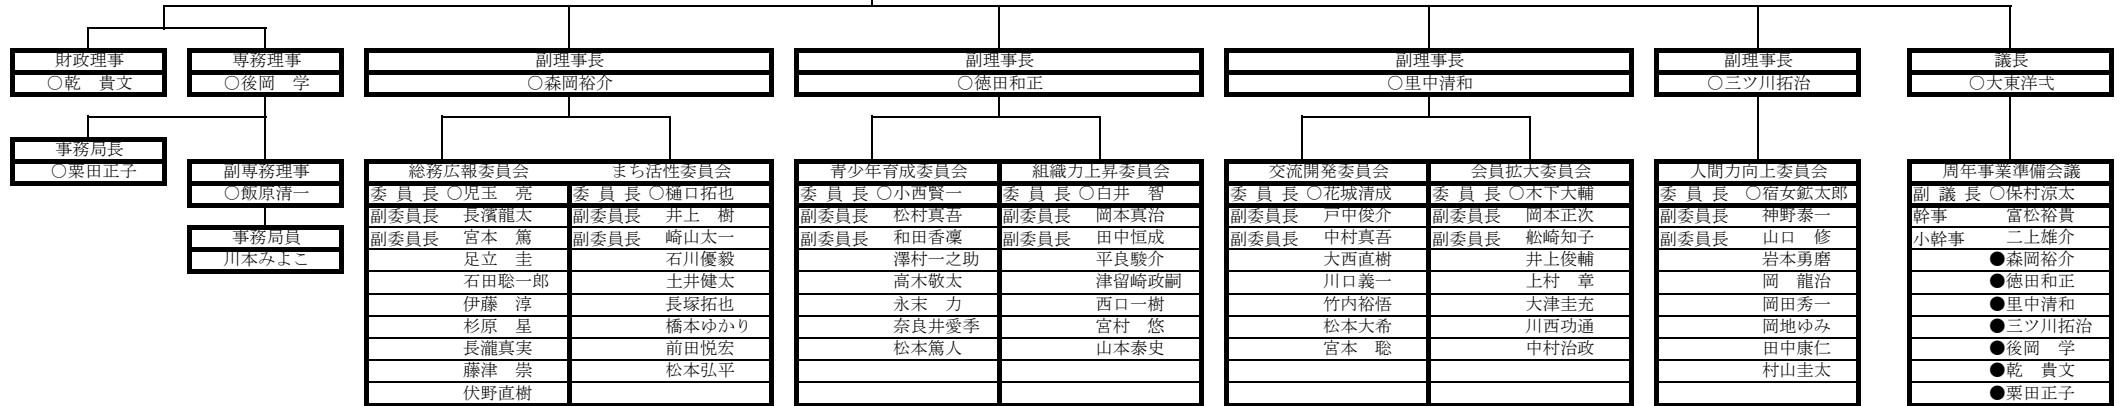 財政理事
○乾　貴文
専務理事
○後岡　学
事務局長
○粟田正子
副専務理事
○飯原清一
事務局員
川本みよこ
副理事長
○森岡裕介
総務広報委員会
委 員 長 ○児玉　亮
副委員長 長濱龍太
副委員長 宮本　篤
足立　圭
石田聡一郎
伊藤　淳
杉原　星
長瀧真実
藤津　崇
伏野直樹
まち活性委員会
委 員 長 ○樋口拓也
副委員長 井上　樹
副委員長 崎山太一
石川優毅
土井健太
長塚拓也
橋本ゆかり
前田悦宏
松本弘平
副理事長
○徳田和正
青少年育成委員会
委 員 長 ○小西賢一
副委員長 松村真吾
副委員長 和田香凜
澤村一之助
高木敬太
永末　力
奈良井愛季
松本篤人
組織力上昇委員会
委 員 長 ○白井　智
副委員長 岡本真治
副委員長 田中恒成
平良駿介
津留崎政嗣
西口一樹
宮村　悠
山本泰史
副理事長
○里中清和
交流開発委員会
委 員 長 ○花城清成
副委員長 戸中俊介
副委員長 中村真吾
大西直樹
川口義一
竹内裕悟
松本大希
宮本　聡
会員拡大委員会
委 員 長 ○木下大輔
副委員長 岡本正次
副委員長 舩崎知子
井上俊輔
上村　章
大津圭充
川西功通
中村治政
副理事長
○三ツ川拓治
人間力向上委員会
委 員 長 ○宿女鉱太郎
副委員長 神野泰一
副委員長 山口　修
岩本勇磨
岡　龍治
岡田秀一
岡地ゆみ
田中康仁
村山圭太
議長
○大東洋弍
周年事業準備会議
副 議 長 ○保村涼太
幹事 富松裕貴
小幹事 二上雄介
●森岡裕介
●徳田和正
●里中清和
●三ツ川拓治
●後岡　学
●乾　貴文
●粟田正子